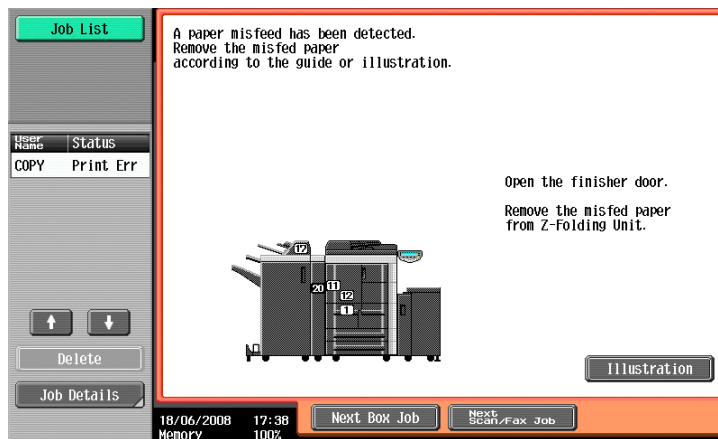 Job List
A paper misfeed has been detected.
Remove the misfed paper
according to the guide or illustration.
User Name Status
COPY Print Err
Open the finisher door.
Remove the misfed paper
from Z-Folding Unit.
17
20 11
12
1
Delete
Illustration
Job Details
18/06/2008 17:38
Memory 100%
Next Box Job
Next
Scan/Fax Job